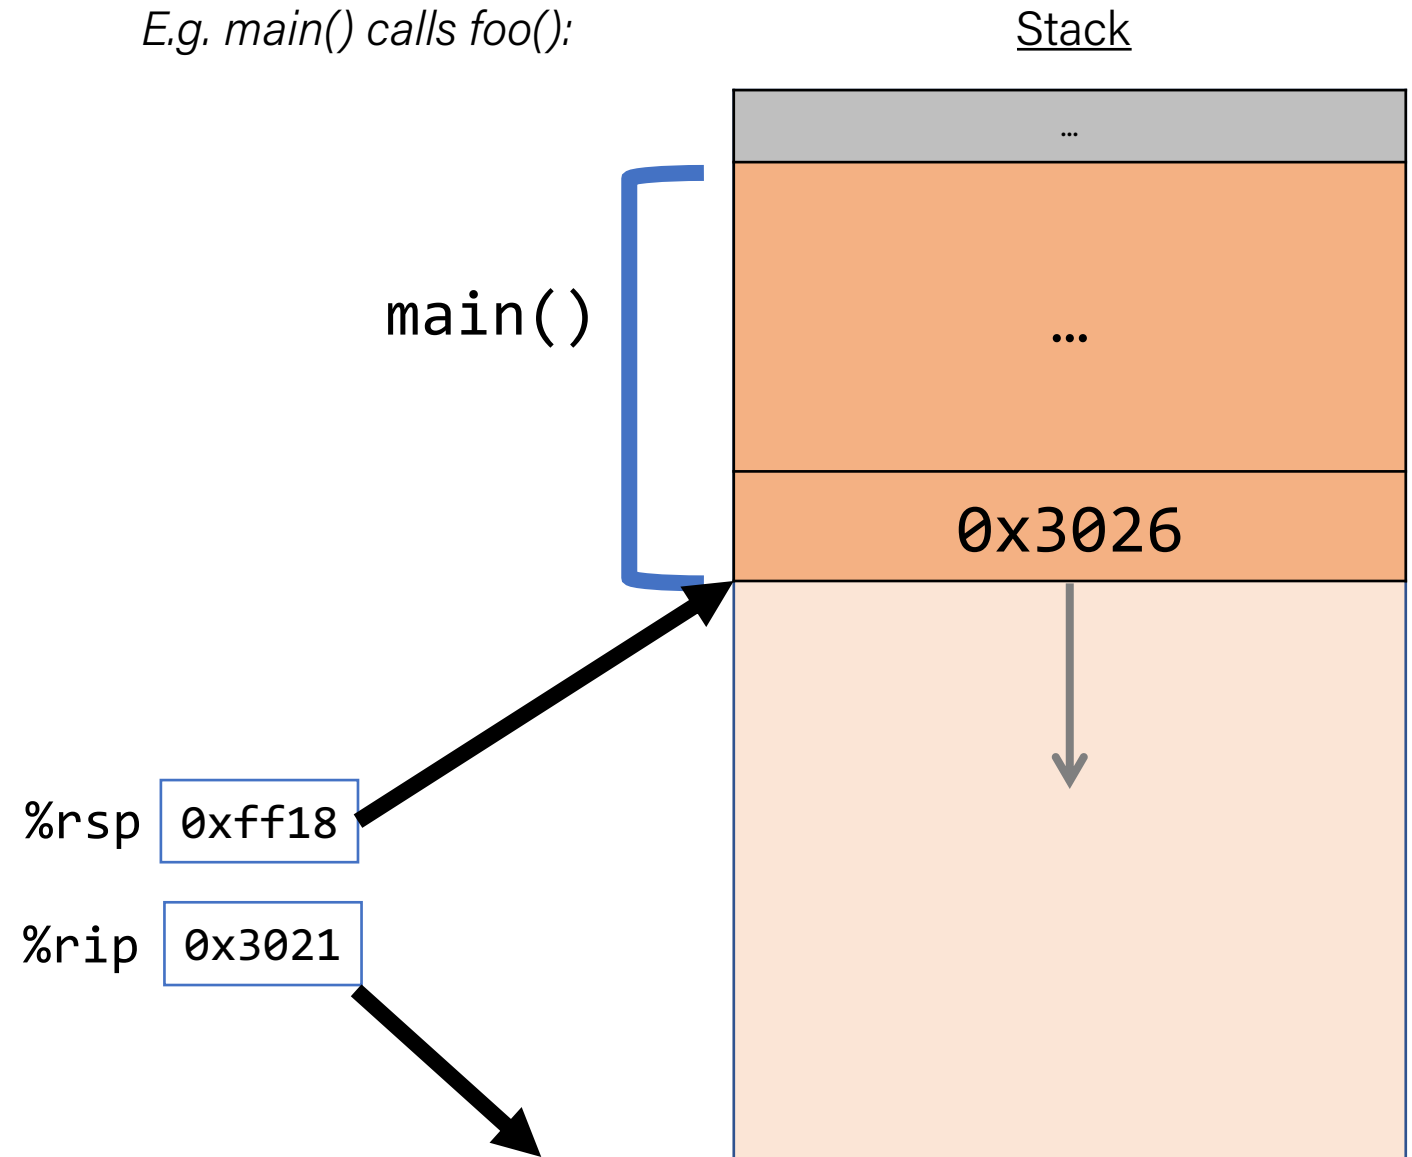 E.g. main() calls foo():
Stack
…
main()
…
0x3026
%rsp 0xff18
%rip 0x3021